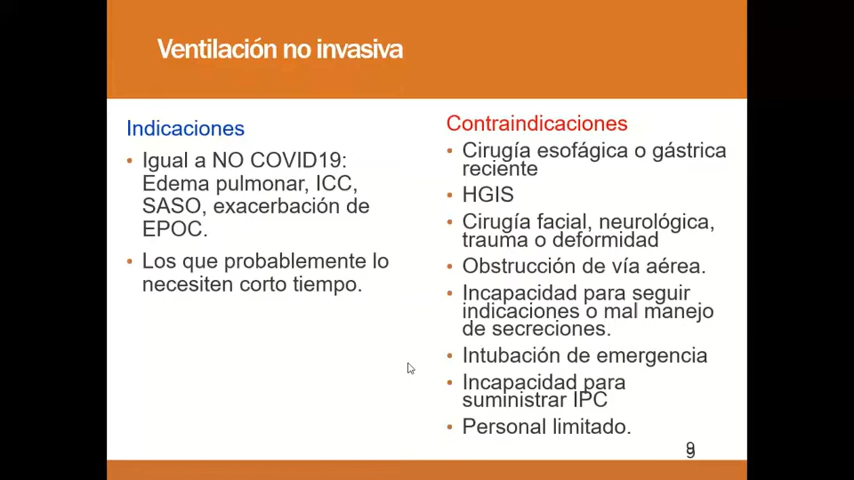 Ventilación no invasiva
Indicaciones
• Igual a NO COVID19:
Edema pulmonar, ICC,
SASO, exacerbación de
EPOC.
• Los que probablemente lo
necesiten corto tiempo.
Contraindicaciones
• Cirugía esofágica o gástrica
reciente
• HGIS
• Cirugía facial, neurológica,
trauma o deformidad
• Obstrucción de vía aérea.
• Incapacidad para seguir
indicaciones o mal manejo
de secreciones.
• Intubación de emergencia
• Incapacidad para
suministrar IPC
• Personal limitado.
9